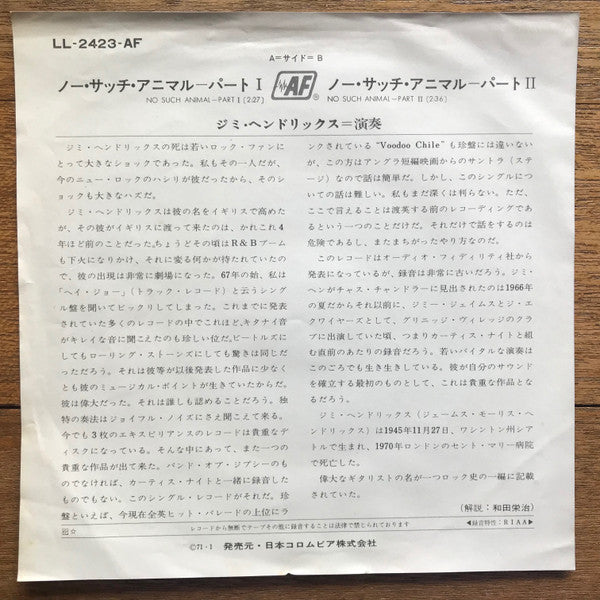 LL-2423-AF
A=サイド=B
ノー・サッチ・アニマル—パートⅠ
AF
®
ノー・サッチ・アニマル—パートⅡ
NO SUCH ANIMAL—PART I (2:27)
NO SUCH ANIMAL—PART II (2:36)
ジミ・ヘンドリックス=演奏
ジミ・ヘンドリックスの死は若いロック・ファンに
とって大きなショックであった。私もその一人だが、
今のニュー・ロックのハシリが彼だったから、そのシ
ョックも大きなハズだ。
ジミ・ヘンドリックスは彼の名をイギリスで高めた
が、その彼がイギリスに渡って来たのは、かれこれ4
年ほど前のことだった。ちょうどその頃はR&Bブーム
も下火になりかけ、それに変る何かが待たれていたの
で、彼の出現は非常に劇場になった。67年の始、私は
「ヘイ・ジョー」(トラック・レコード)と云うシング
ル盤を聞いてビックリしてしまった。これまでに発表
されていた多くのレコードの中でこれほど、キタナイ音
がキレイな音に聞こえたのも珍しい位だ。ビートルズに
してもローリング・ストーンズにしても驚きは同じだ
ったろう。それは彼等が以後発表した作品に少なく
とも彼のミュージカル・ポイントが生きていたからだ。
彼は偉大だった。それは誰しも認めることだろう。独
特の奏法はジョイフル・ノイズにさえ聞こえて来る。
今でも3枚のエキスピリアンスのレコードは貴重なデ
ィスクになっている。そんな中にあって、また一つの
貴重な作品が出て来た。バンド・オブ・ジプシーのもの
でなければ、カーティス・ナイトと一緒に録音した
ものでもない。このシングル・レコードがそれだ。珍
盤といえば、今現在全英ヒット・パレードの上位にラ
ンクされている“Voodoo Chile”も珍盤には違いない
が、この方はアングラ短編映画からのサントラ(ステ
ージ)なので話は簡単だ。しかし、このシングルにつ
いての話は難しい。私もまだ深くは判らない。ただ、
ここで言えることは渡英する前のレコーディングであ
るという一つのことだけだ。それだけで話をするのは
危険であるし、またまちがったやり方なのだ。
このレコードはオーディオ・フィディリティ社から
発表になっているが、録音は非常に古いだろう。ジミ・
ヘンがチャス・チャンドラーに見出されたのは1966年
の夏だからそれ以前に、ジミー・ジェイムスとジ・エ
クワイヤーズとして、グリニッジ・ヴィレッジのクラ
ブに出演していた頃、つまりカーティス・ナイトと組
む直前のあたりの録音だろう。若いバイタルな演奏は
このごろでも生き生きしている。彼が自分のサウンド
を確立する最初のものとして、これは貴重な作品とな
るだろう。
ジミ・ヘンドリックス(ジェームス・モーリス・ヘン
ドリックス)は1945年11月27日、ワシントン州シア
トルで生まれ、1970年ロンドンのセント・マリー病院
で死亡した。
偉大なギタリストの名が一つロック史の一編に記載
されていた。
(解説:和田栄治)
レコードから無断でテープその他に録音することは法律で禁じられております
◀録音特性:RIAA▶
Ⓒ71・1 発売元・日本コロムビア株式会社